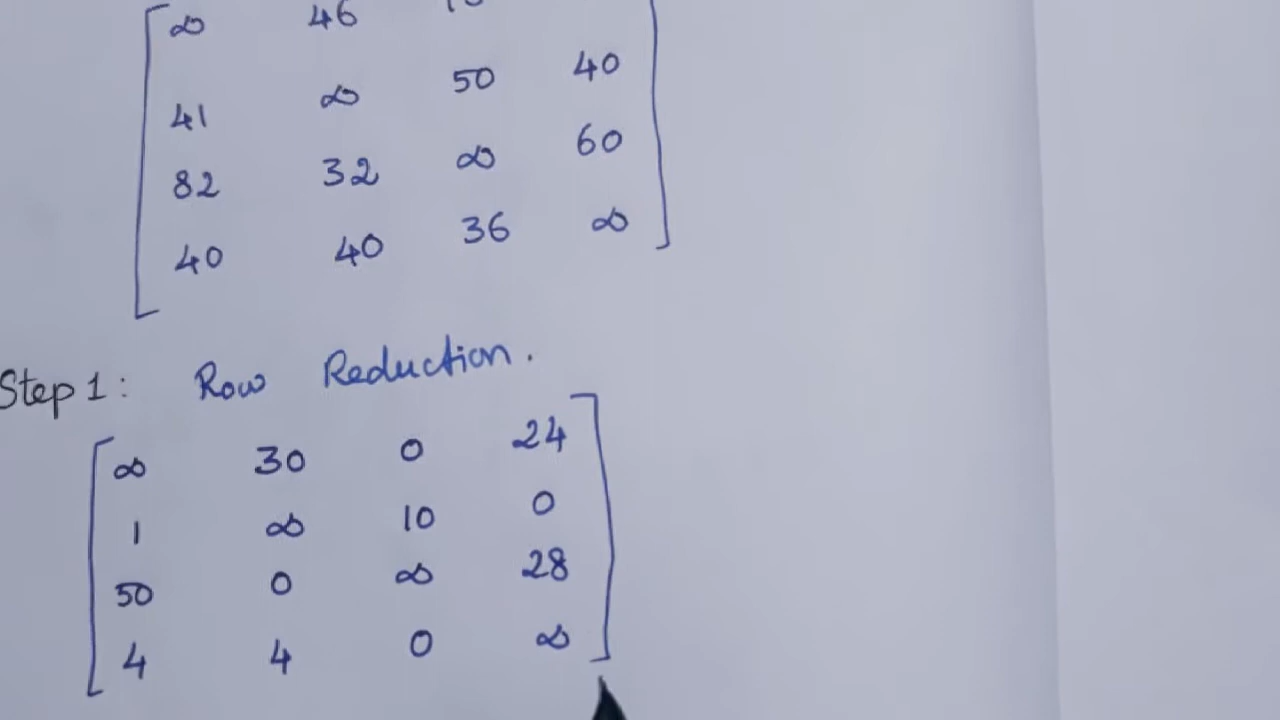 ∞ 46
41 ∞ 50 40
82 32 ∞ 60
40 40 36 ∞
Step 1: Row Reduction.
∞ 30 0 24
1 ∞ 10 0
50 0 ∞ 28
4 4 0 ∞